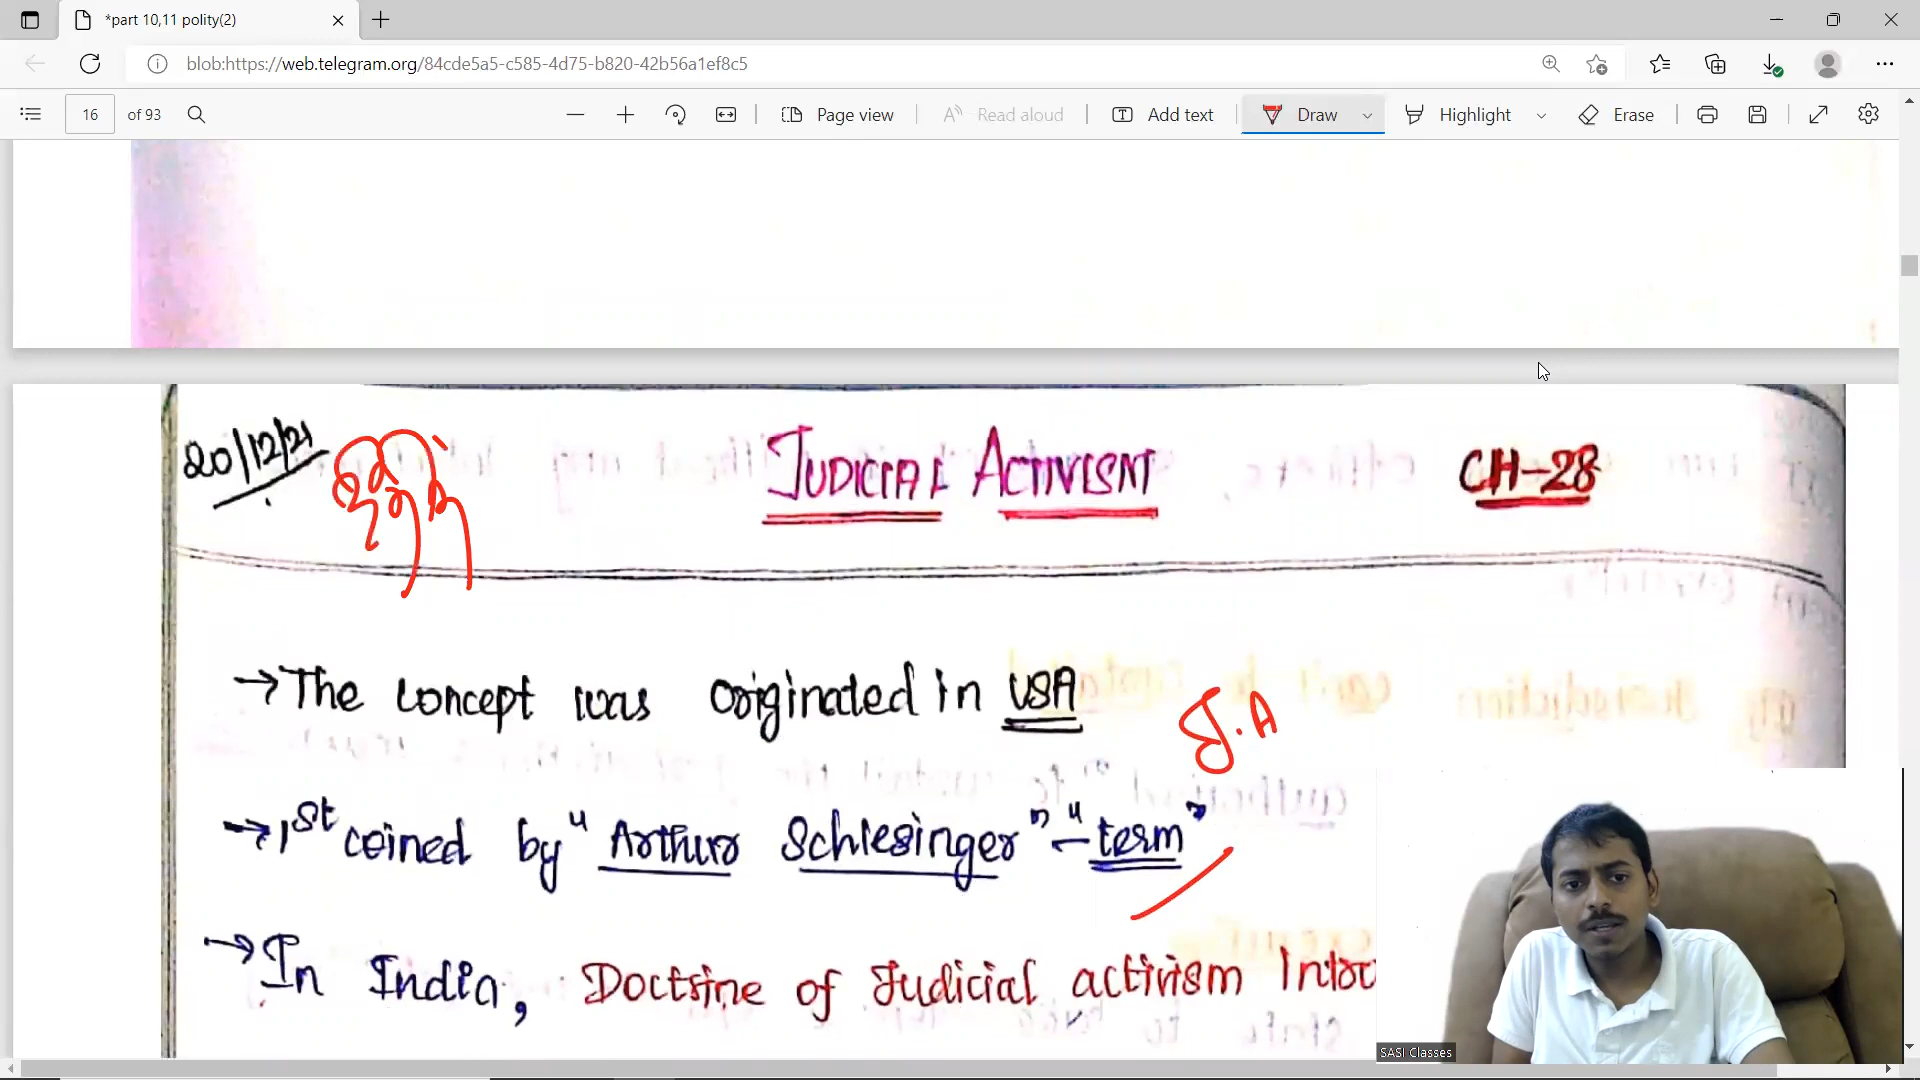 *part 10,11 polity(2)
blob:https://web.telegram.org/84cde5a5-c585-4d75-b820-42b56a1ef8c5
16 of 93
Page view
Read aloud
Add text
Draw
Highlight
Erase
20/12/21
JUDICIAL ACTIVISM
CH-28
→ The concept was originated in USA
J.A
→ 1st coined by "Arthur Schlesinger" - "term"
→ In India, Doctrine of Judicial activism
SASI Classes